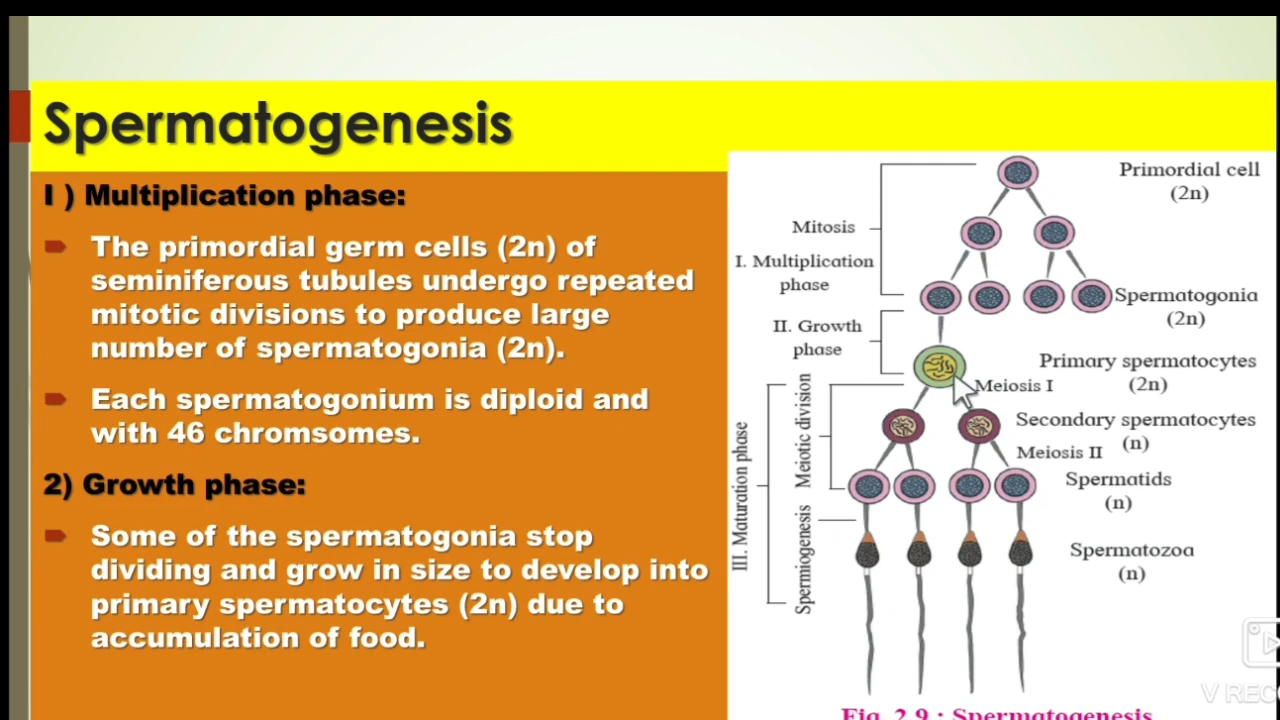 Spermatogenesis
I ) Multiplication phase:
The primordial germ cells (2n) of
seminiferous tubules undergo repeated
mitotic divisions to produce large
number of spermatogonia (2n).
Each spermatogonium is diploid and
with 46 chromsomes.
2) Growth phase:
Some of the spermatogonia stop
dividing and grow in size to develop into
primary spermatocytes (2n) due to
accumulation of food.
Primordial cell
(2n)
Mitosis
I. Multiplication
phase
Spermatogonia
(2n)
II. Growth
phase
Primary spermatocytes
(2n)
Meiosis I
Secondary spermatocytes
(n)
Meiosis II
Spermatids
(n)
Spermatozoa
(n)
III. Maturation phase
Meiotic division
Spermiogenesis
Fig. 2.9 : Spermatogenesis
V REC